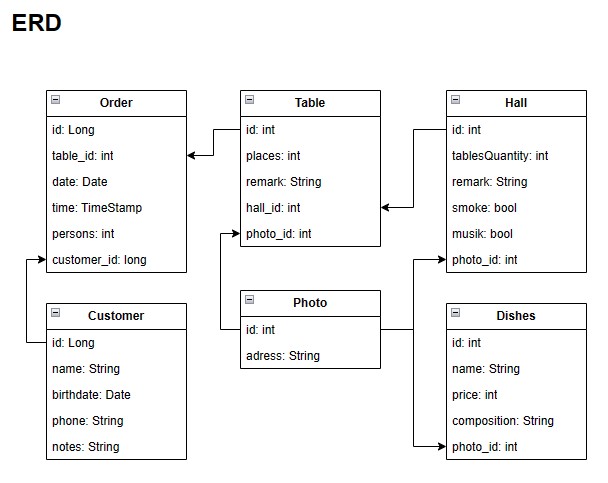 ERD
Order
id: Long
table_id: int
date: Date
time: TimeStamp
persons: int
customer_id: long
Table
id: int
places: int
remark: String
hall_id: int
photo_id: int
Hall
id: int
tablesQuantity: int
remark: String
smoke: bool
musik: bool
photo_id: int
Customer
id: Long
name: String
birthdate: Date
phone: String
notes: String
Photo
id: int
adress: String
Dishes
id: int
name: String
price: int
composition: String
photo_id: int